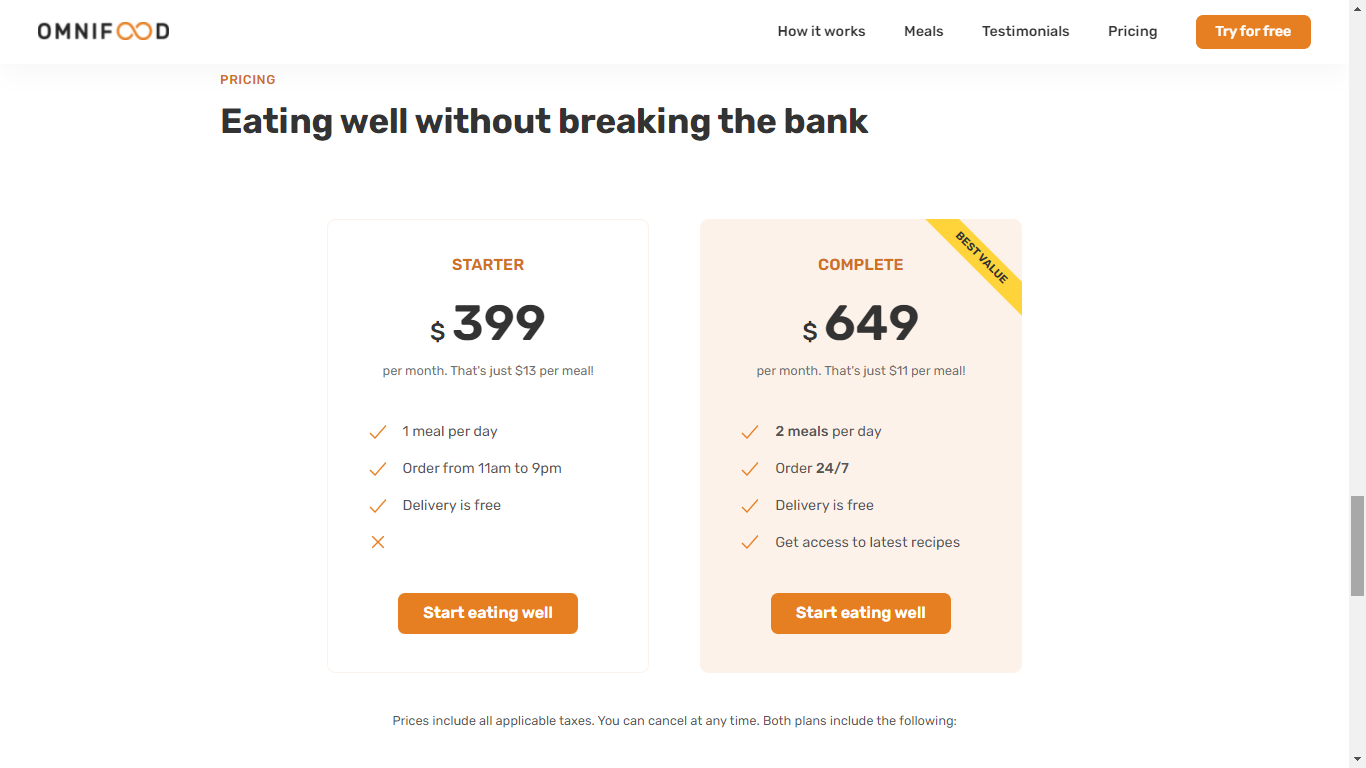 OMNIFOOD
How it works
Meals
Testimonials
Pricing
Try for free
PRICING
Eating well without breaking the bank
STARTER
$ 399
per month. That's just $13 per meal!
1 meal per day
Order from 11am to 9pm
Delivery is free
Start eating well
BEST VALUE
COMPLETE
$ 649
per month. That's just $11 per meal!
2 meals per day
Order 24/7
Delivery is free
Get access to latest recipes
Start eating well
Prices include all applicable taxes. You can cancel at any time. Both plans include the following: